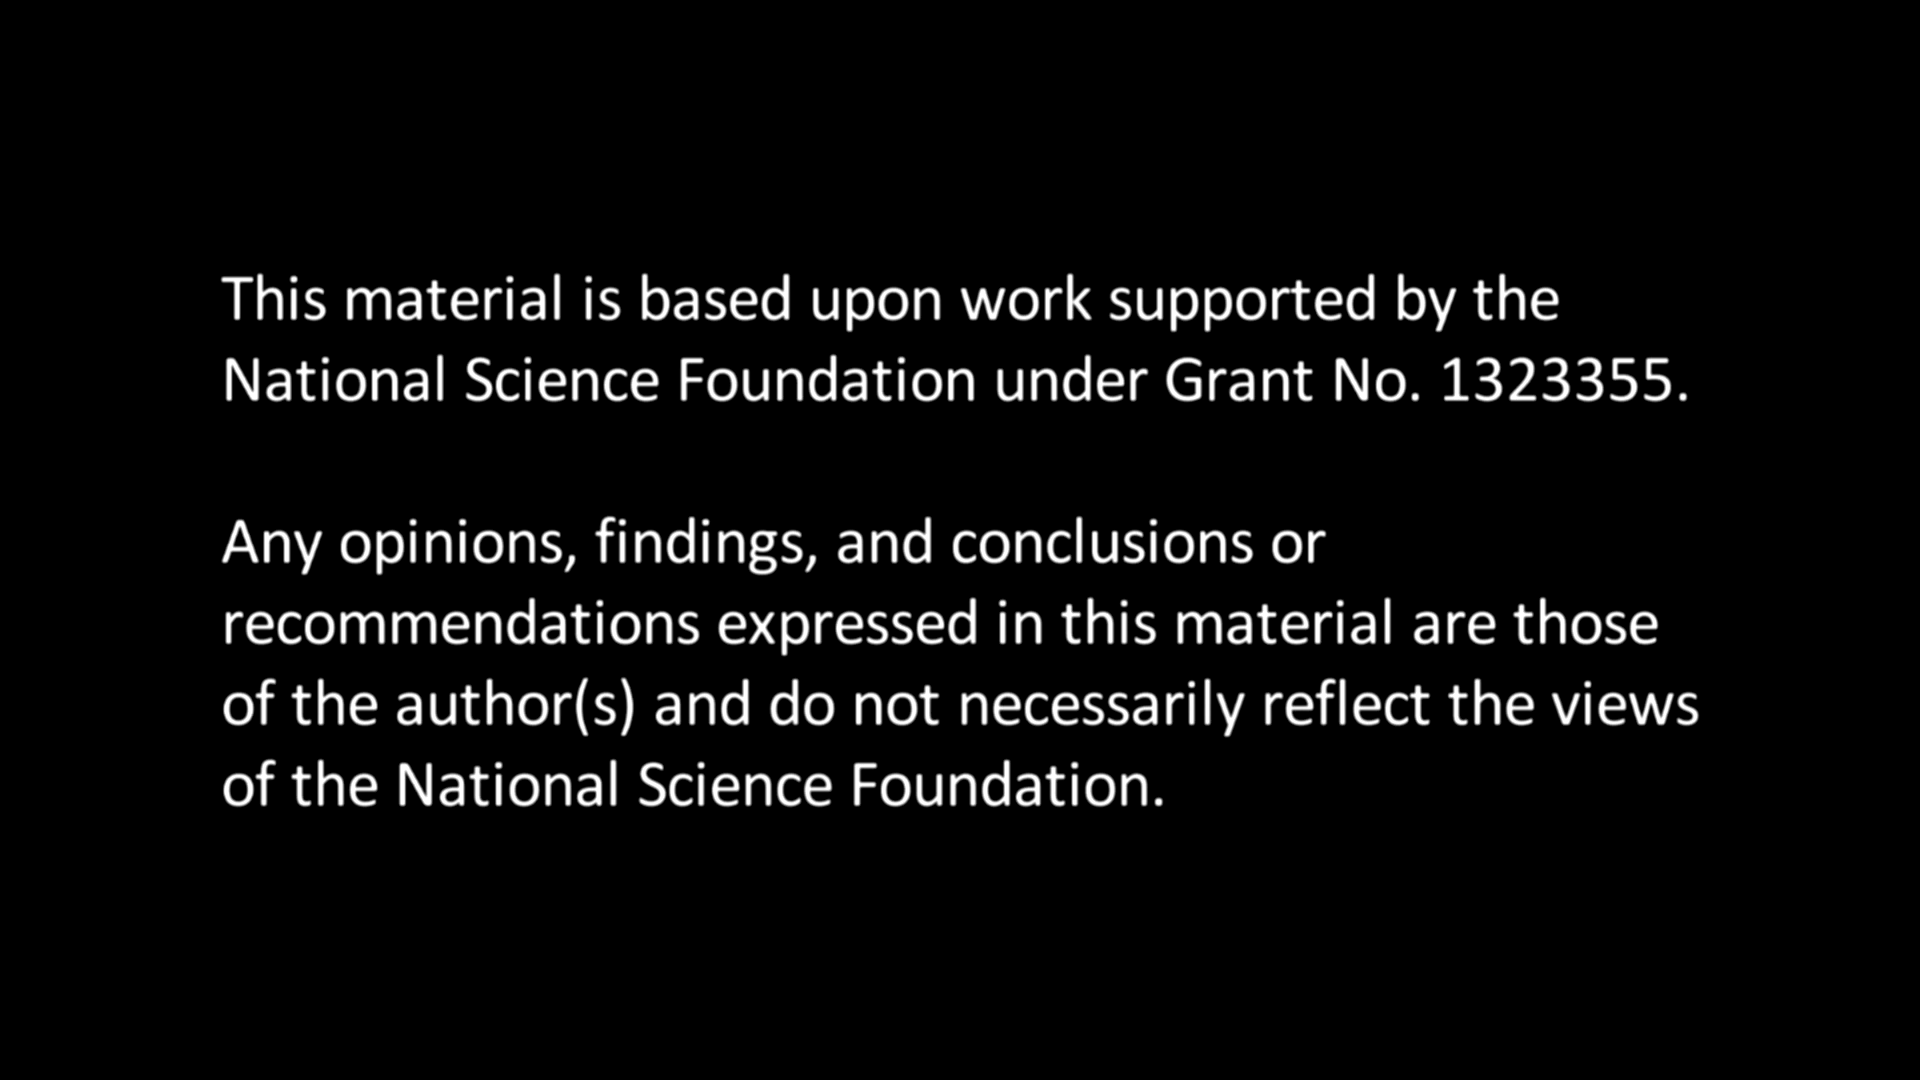 This material is based upon work supported by the
National Science Foundation under Grant No. 1323355.
Any opinions, findings, and conclusions or
recommendations expressed in this material are those
of the author(s) and do not necessarily reflect the views
of the National Science Foundation.